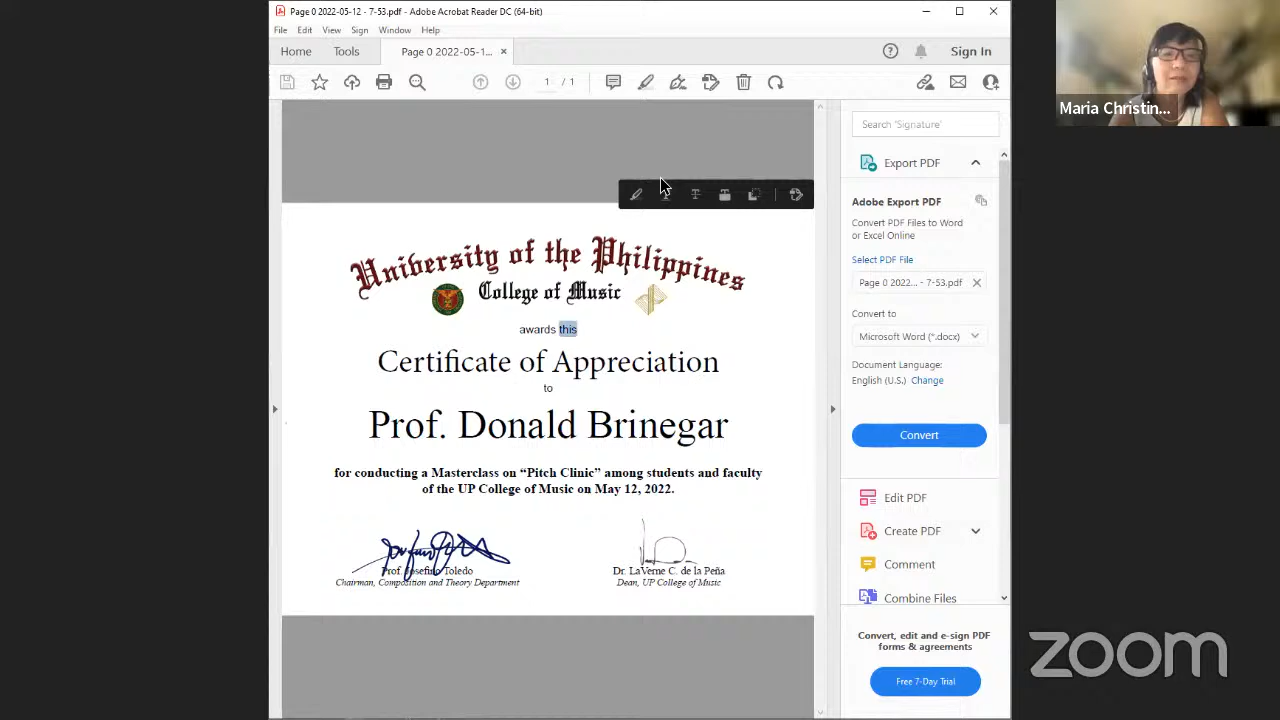 Page 0 2022-05-12 - 7-53.pdf - Adobe Acrobat Reader DC (64-bit)
File Edit View Sign Window Help
Home Tools Page 0 2022-05-1... × Sign In
1 / 1
Maria Christin...
Search 'Signature'
Export PDF
Adobe Export PDF
Convert PDF Files to Word
or Excel Online
Select PDF File
Page 0 2022... - 7-53.pdf
Convert to
Microsoft Word (*.docx)
Document Language:
English (U.S.) Change
Convert
Edit PDF
Create PDF
Comment
Combine Files
Convert, edit and e-sign PDF
forms & agreements
Free 7-Day Trial
University of the Philippines
College of Music
awards this
Certificate of Appreciation
to
Prof. Donald Brinegar
for conducting a Masterclass on “Pitch Clinic” among students and faculty
of the UP College of Music on May 12, 2022.
Prof. Josefino Toledo
Chairman, Composition and Theory Department
Dr. LaVerne C. de la Peña
Dean, UP College of Music
zoom